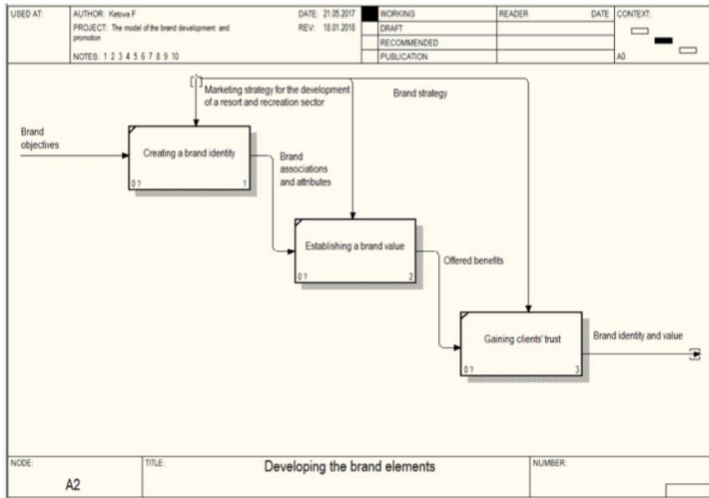 USED AT:
AUTHOR: Ketova F
DATE: 21.05.2017
WORKING
READER
DATE
CONTEXT:
PROJECT: The model of the brand development and
promotion
REV: 18.01.2018
DRAFT
RECOMMENDED
NOTES: 1 2 3 4 5 6 7 8 9 10
PUBLICATION
A0
Marketing strategy for the development
of a resort and recreation sector
Brand strategy
Brand
objectives
Creating a brand identity
0 ?
1
Brand
associations
and attributes
Establishing a brand value
0 ?
2
Offered benefits
Gaining clients' trust
0 ?
3
Brand identity and value
NODE:
A2
TITLE:
Developing the brand elements
NUMBER: